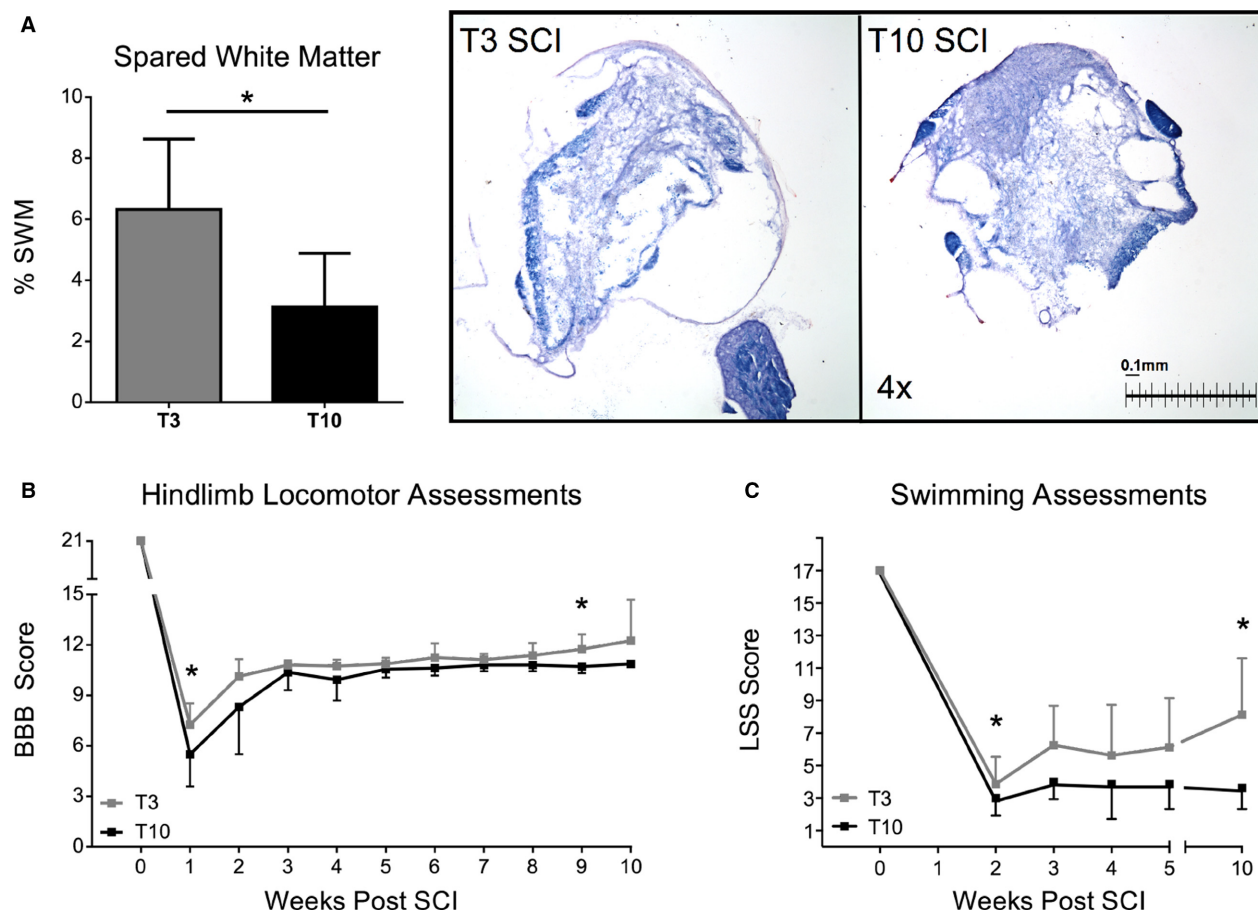 A
Spared White Matter
*
% SWM
10
8
6
4
2
0
T3
T10
T3 SCI
T10 SCI
4x
0.1mm
B
Hindlimb Locomotor Assessments
BBB Score
21
15
12
9
6
3
0
*
*
T3
T10
0 1 2 3 4 5 6 7 8 9 10
Weeks Post SCI
C
Swimming Assessments
LSS Score
17
15
13
11
9
7
5
3
1
*
*
T3
T10
0 1 2 3 4 5 10
Weeks Post SCI